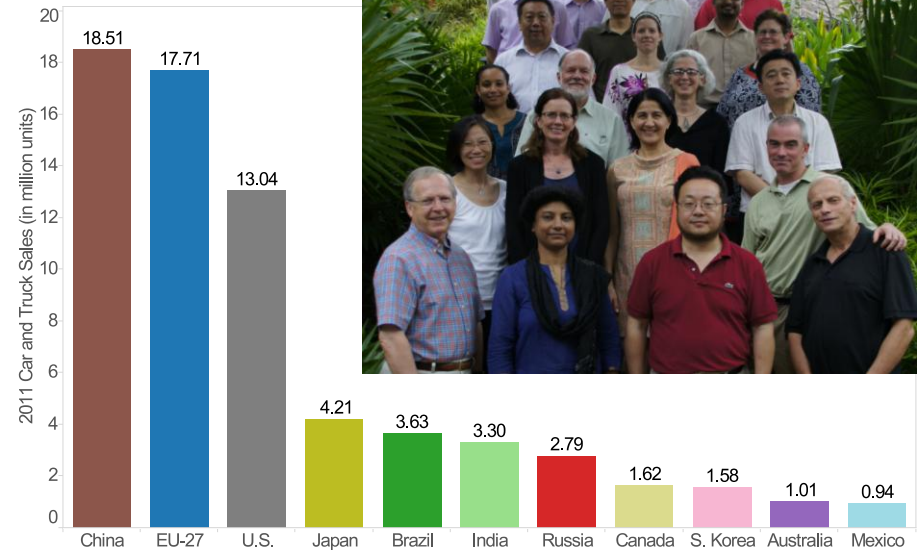 2011 Car and Truck Sales (in million units)
20
18
16
14
12
10
8
6
4
2
0
18.51
17.71
13.04
4.21
3.63
3.30
2.79
1.62
1.58
1.01
0.94
China
EU-27
U.S.
Japan
Brazil
India
Russia
Canada
S. Korea
Australia
Mexico